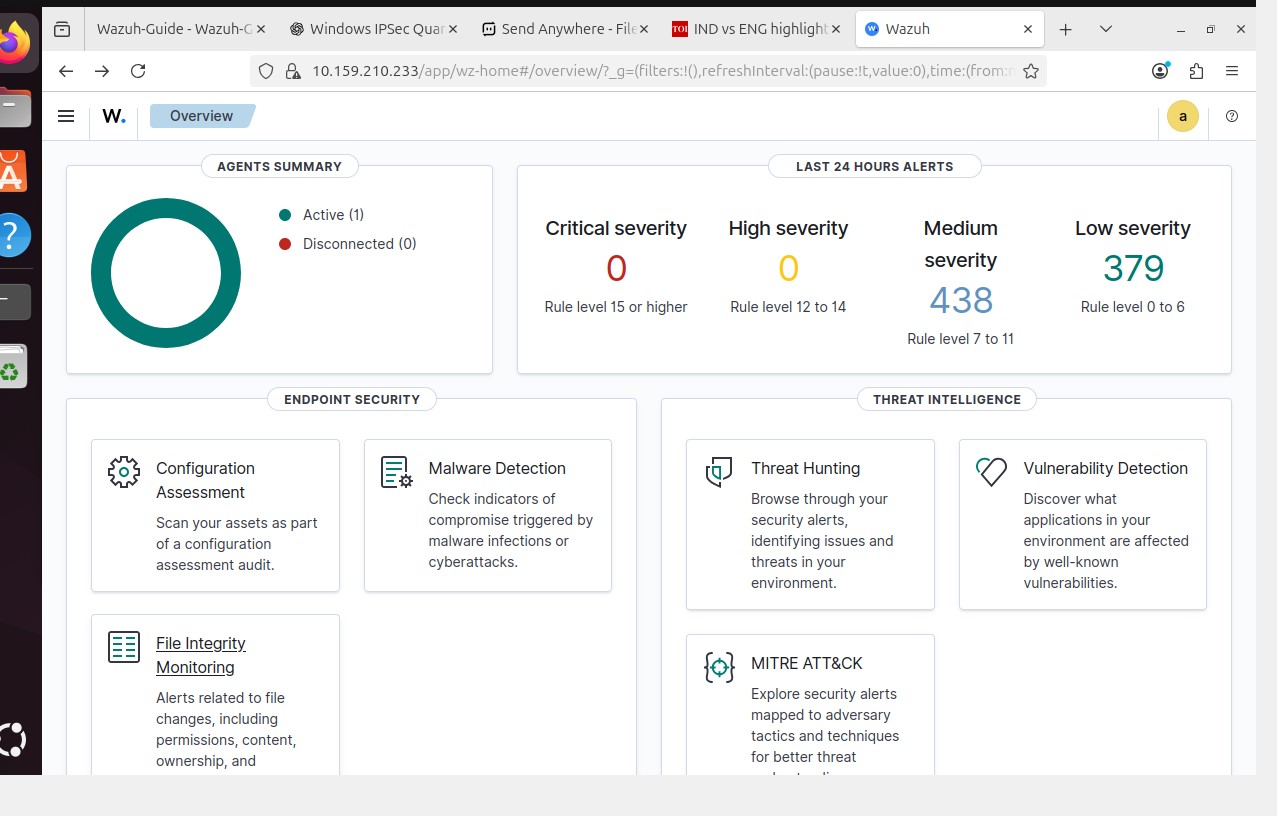 Wazuh-Guide - Wazuh-G
Windows IPSec Quar
Send Anywhere - File
TOI IND vs ENG highlight
Wazuh
10.159.210.233/app/wz-home#/overview/?_g=(filters:!(),refreshInterval:(pause:!t,value:0),time:(from:n
W. Overview
a
AGENTS SUMMARY
Active (1)
Disconnected (0)
LAST 24 HOURS ALERTS
Critical severity
0
Rule level 15 or higher
High severity
0
Rule level 12 to 14
Medium
severity
438
Rule level 7 to 11
Low severity
379
Rule level 0 to 6
ENDPOINT SECURITY
Configuration
Assessment
Scan your assets as part
of a configuration
assessment audit.
Malware Detection
Check indicators of
compromise triggered by
malware infections or
cyberattacks.
File Integrity
Monitoring
Alerts related to file
changes, including
permissions, content,
ownership, and
THREAT INTELLIGENCE
Threat Hunting
Browse through your
security alerts,
identifying issues and
threats in your
environment.
Vulnerability Detection
Discover what
applications in your
environment are affected
by well-known
vulnerabilities.
MITRE ATT&CK
Explore security alerts
mapped to adversary
tactics and techniques
for better threat